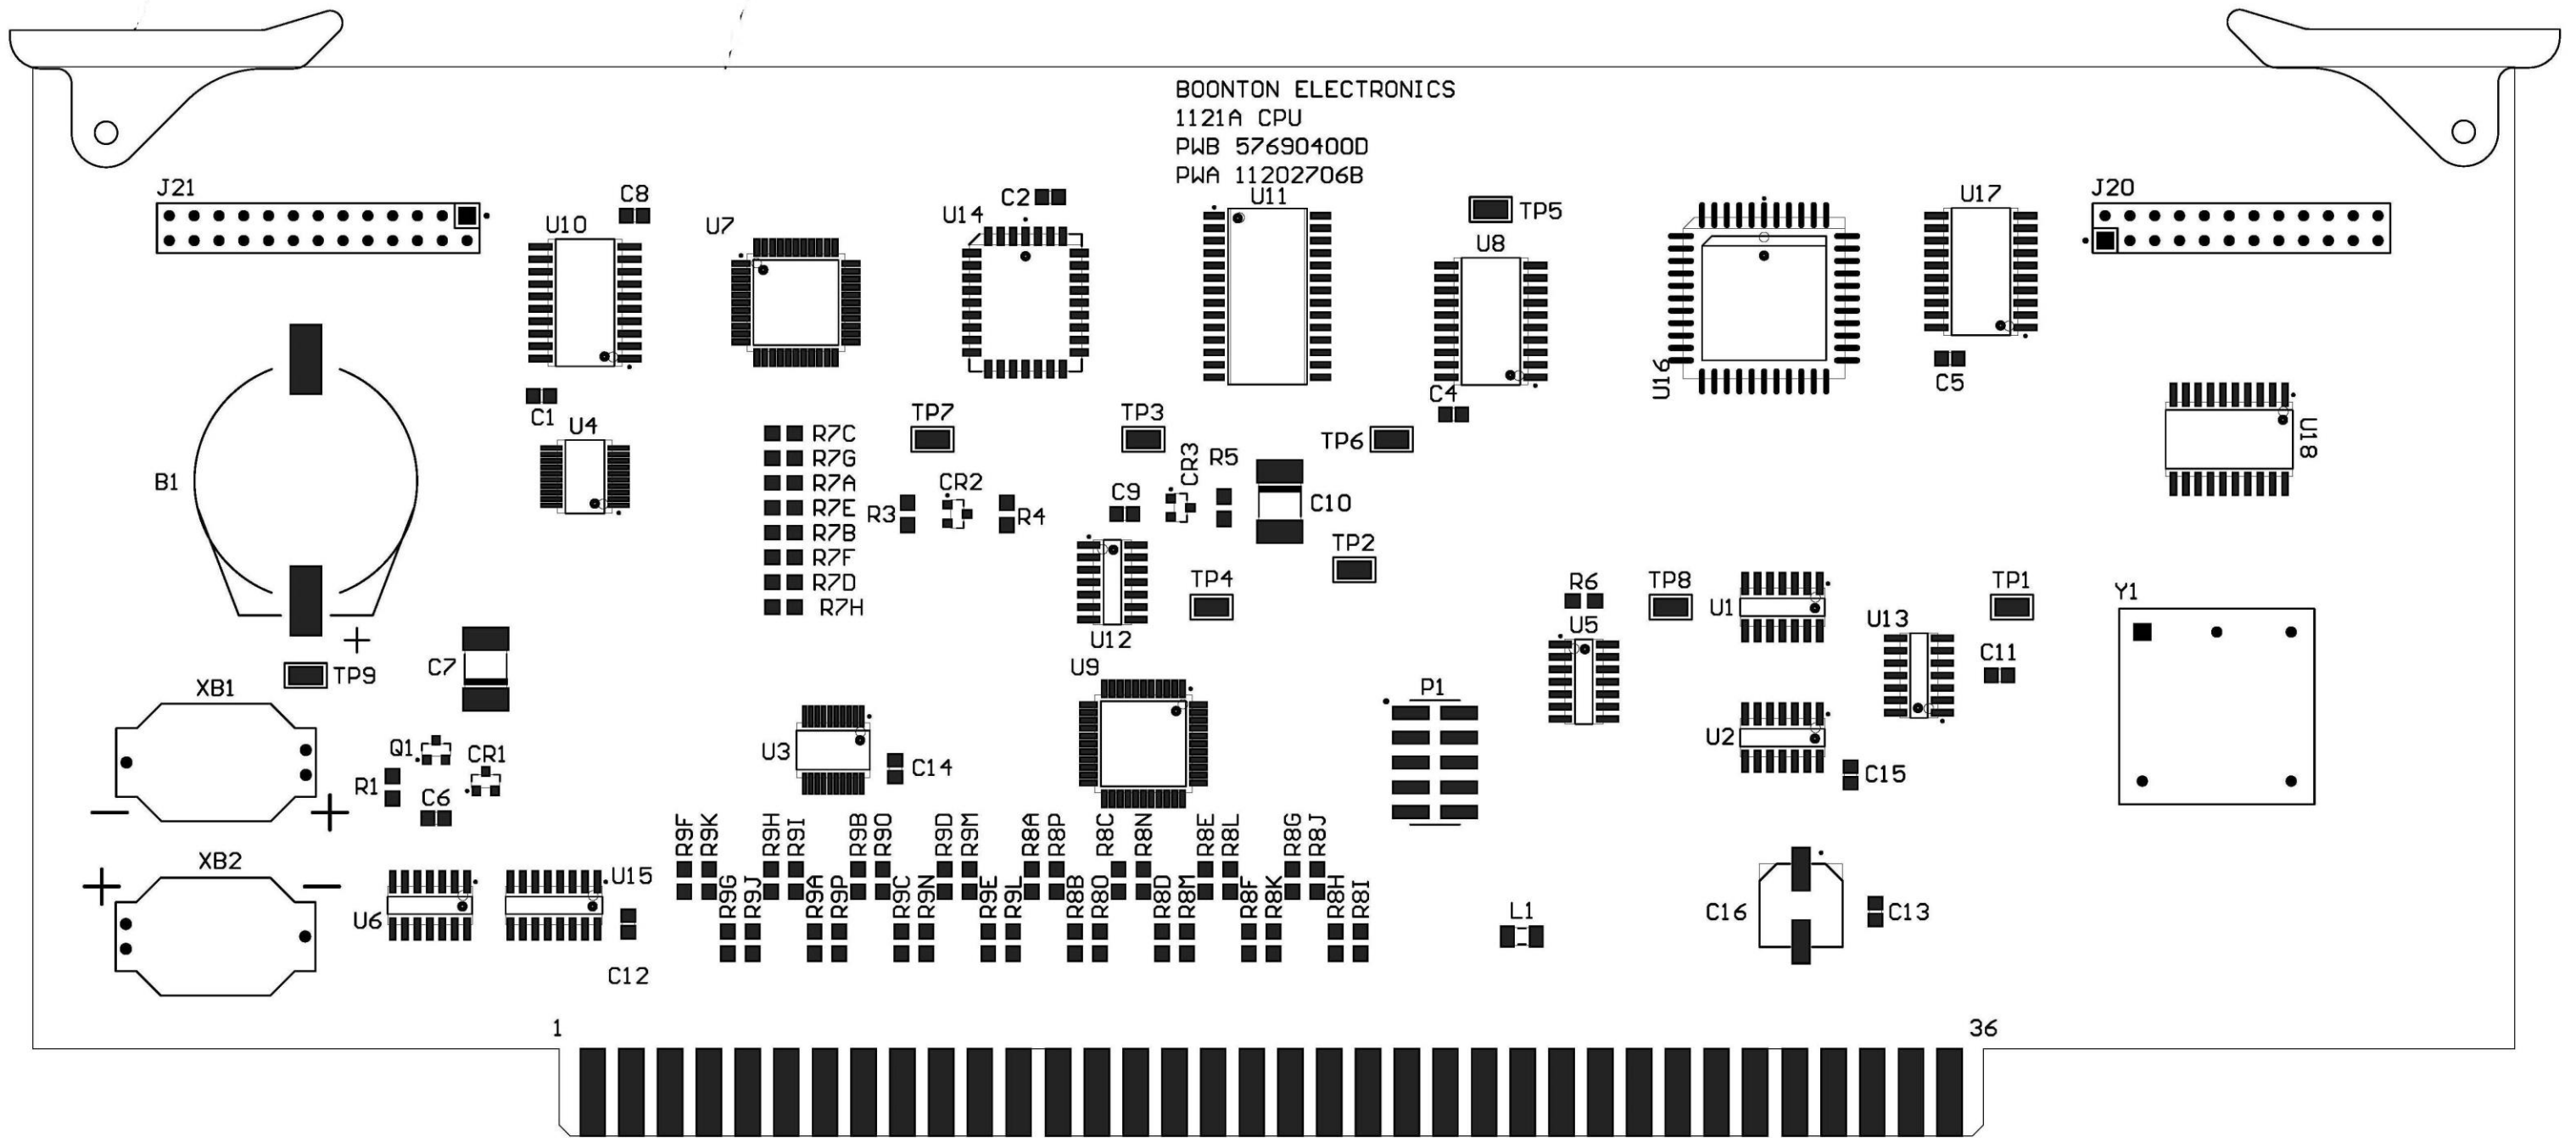 BOONTON ELECTRONICS
1121A CPU
PWB 57690400D
PWA 11202706B
J21
C8
U10
U7
U14
C2
U11
TP5
U8
U17
J20
U16
C1
U4
B1
R7C
R7G
R7A
R7E
R7B
R7F
R7D
R7H
TP7
TP3
TP6
C4
C5
U18
R3
CR2
R4
C9
CR3
R5
C10
TP2
TP4
U12
R6
TP8
U1
TP1
Y1
U5
U13
C11
C7
TP9
XB1
U9
P1
U2
C15
Q1
CR1
R1
C6
U3
C14
XB2
U6
U15
C12
R9F
R9K
R9H
R9I
R9B
R9O
R9D
R9M
R8A
R8P
R8C
R8N
R8E
R8L
R8G
R8J
R9G
R9J
R9A
R9P
R9C
R9N
R9E
R9L
R8B
R8O
R8D
R8M
R8F
R8K
R8H
R8I
L1
C16
C13
1
36